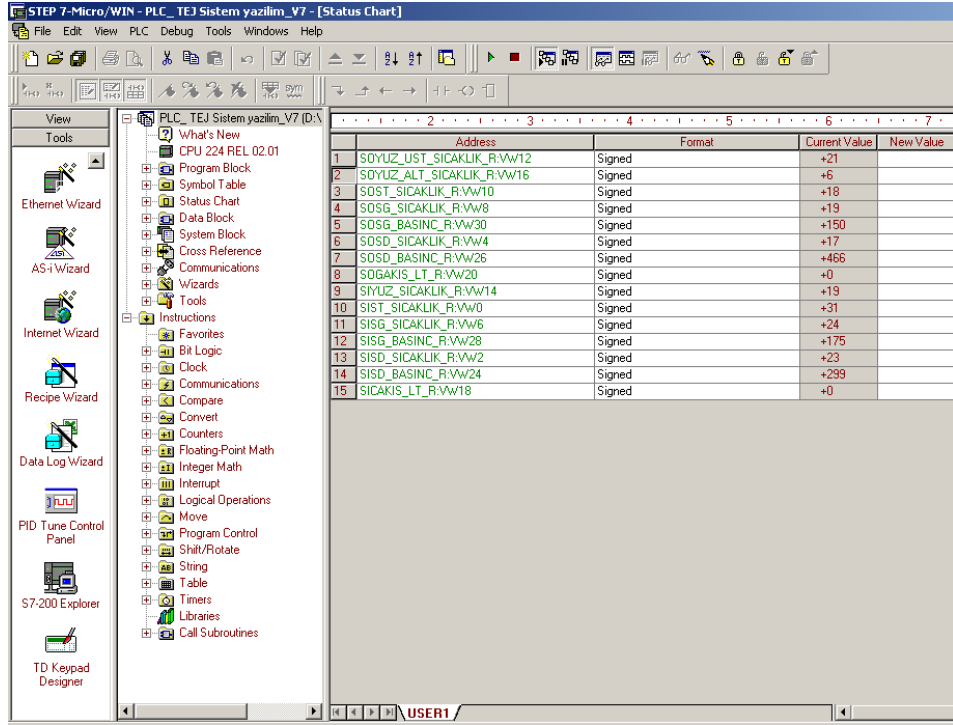 STEP 7-Micro/WIN - PLC_ TEJ Sistem yazilim_V7 - [Status Chart]
File Edit View PLC Debug Tools Windows Help
sym
View
Tools
Ethernet Wizard
AS-i Wizard
Internet Wizard
Recipe Wizard
Data Log Wizard
PID Tune Control
Panel
S7-200 Explorer
TD Keypad
Designer
PLC_ TEJ Sistem yazilim_V7 (D:\
What's New
CPU 224 REL 02.01
Program Block
Symbol Table
Status Chart
Data Block
System Block
Cross Reference
Communications
Wizards
Tools
Instructions
Favorites
Bit Logic
Clock
Communications
Compare
Convert
Counters
Floating-Point Math
Integer Math
Interrupt
Logical Operations
Move
Program Control
Shift/Rotate
String
Table
Timers
Libraries
Call Subroutines
2 3 4 5 6 7
Address Format Current Value New Value
1 SOYUZ_UST_SICAKLIK_R:VW12 Signed +21
2 SOYUZ_ALT_SICAKLIK_R:VW16 Signed +6
3 SOST_SICAKLIK_R:VW10 Signed +18
4 SOSG_SICAKLIK_R:VW8 Signed +19
5 SOSG_BASINC_R:VW30 Signed +150
6 SOSD_SICAKLIK_R:VW4 Signed +17
7 SOSD_BASINC_R:VW26 Signed +466
8 SOGAKIS_LT_R:VW20 Signed +0
9 SIYUZ_SICAKLIK_R:VW14 Signed +19
10 SIST_SICAKLIK_R:VW0 Signed +31
11 SISG_SICAKLIK_R:VW6 Signed +24
12 SISG_BASINC_R:VW28 Signed +175
13 SISD_SICAKLIK_R:VW2 Signed +23
14 SISD_BASINC_R:VW24 Signed +299
15 SICAKIS_LT_R:VW18 Signed +0
USER1